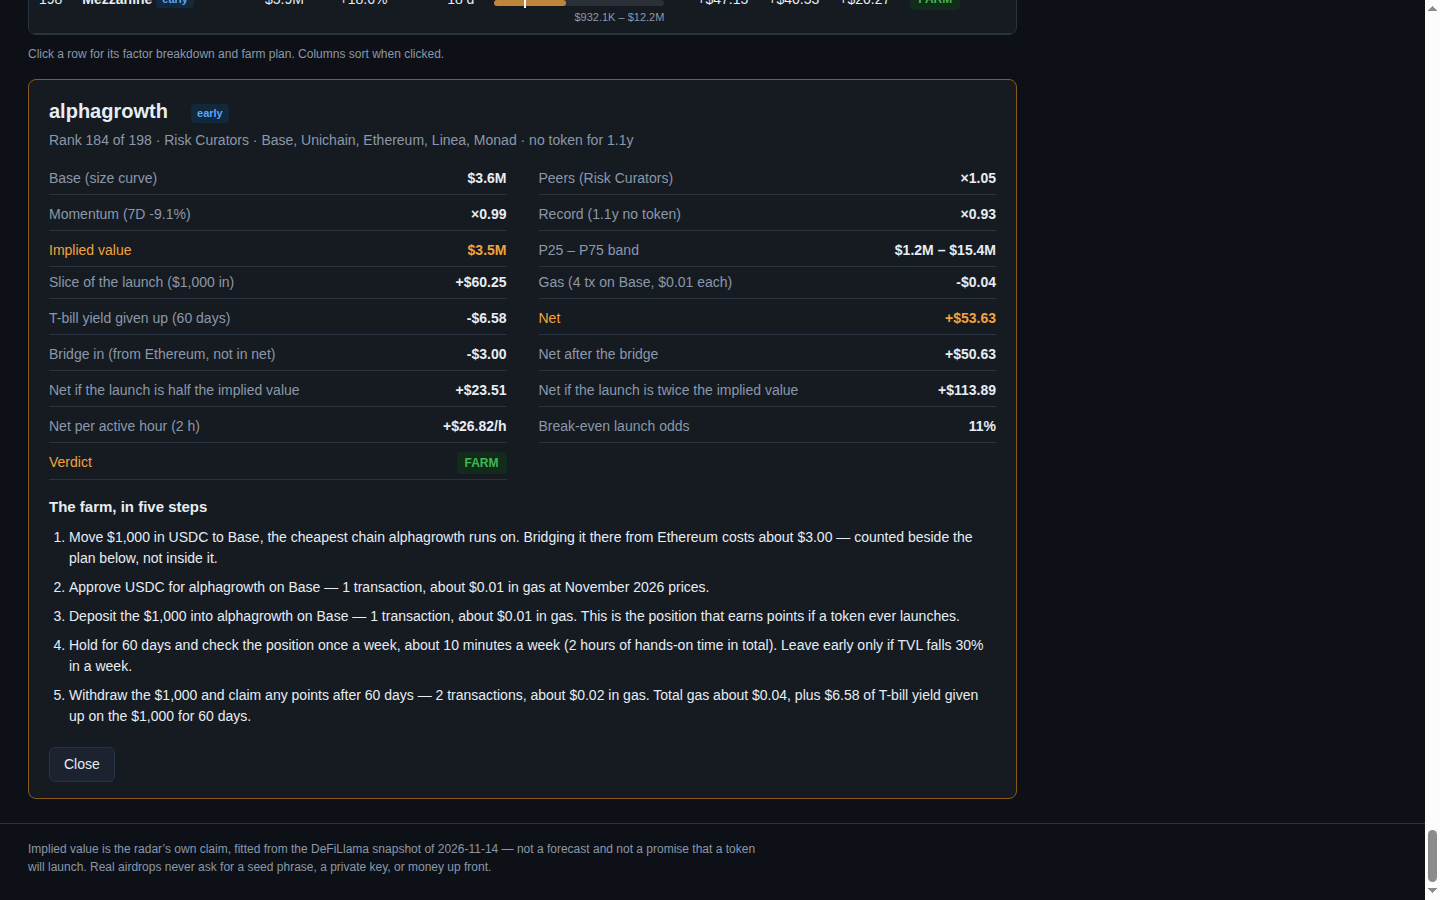 198 Mezzanine early $3.9M +18.6% 18 d +$47.15 +$40.53 +$20.27 FARM
$932.1K – $12.2M
Click a row for its factor breakdown and farm plan. Columns sort when clicked.
alphagrowth early
Rank 184 of 198 · Risk Curators · Base, Unichain, Ethereum, Linea, Monad · no token for 1.1y
Base (size curve) $3.6M
Peers (Risk Curators) ×1.05
Momentum (7D -9.1%) ×0.99
Record (1.1y no token) ×0.93
Implied value $3.5M
P25 – P75 band $1.2M – $15.4M
Slice of the launch ($1,000 in) +$60.25
Gas (4 tx on Base, $0.01 each) -$0.04
T-bill yield given up (60 days) -$6.58
Net +$53.63
Bridge in (from Ethereum, not in net) -$3.00
Net after the bridge +$50.63
Net if the launch is half the implied value +$23.51
Net if the launch is twice the implied value +$113.89
Net per active hour (2 h) +$26.82/h
Break-even launch odds 11%
Verdict FARM
The farm, in five steps
1. Move $1,000 in USDC to Base, the cheapest chain alphagrowth runs on. Bridging it there from Ethereum costs about $3.00 — counted beside the
plan below, not inside it.
2. Approve USDC for alphagrowth on Base — 1 transaction, about $0.01 in gas at November 2026 prices.
3. Deposit the $1,000 into alphagrowth on Base — 1 transaction, about $0.01 in gas. This is the position that earns points if a token ever launches.
4. Hold for 60 days and check the position once a week, about 10 minutes a week (2 hours of hands-on time in total). Leave early only if TVL falls 30%
in a week.
5. Withdraw the $1,000 and claim any points after 60 days — 2 transactions, about $0.02 in gas. Total gas about $0.04, plus $6.58 of T-bill yield given
up on the $1,000 for 60 days.
Close
Implied value is the radar’s own claim, fitted from the DeFiLlama snapshot of 2026-11-14 — not a forecast and not a promise that a token
will launch. Real airdrops never ask for a seed phrase, a private key, or money up front.